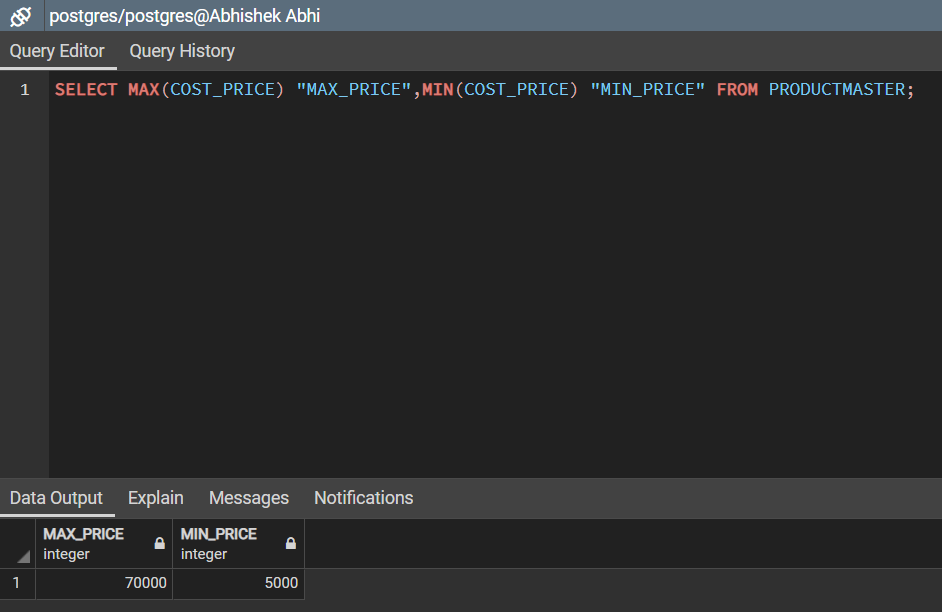 postgres/postgres@Abhishek Abhi
Query Editor Query History
1 SELECT MAX(COST_PRICE) "MAX_PRICE",MIN(COST_PRICE) "MIN_PRICE" FROM PRODUCTMASTER;
Data Output Explain Messages Notifications
MAX_PRICE MIN_PRICE
integer integer
1 70000 5000